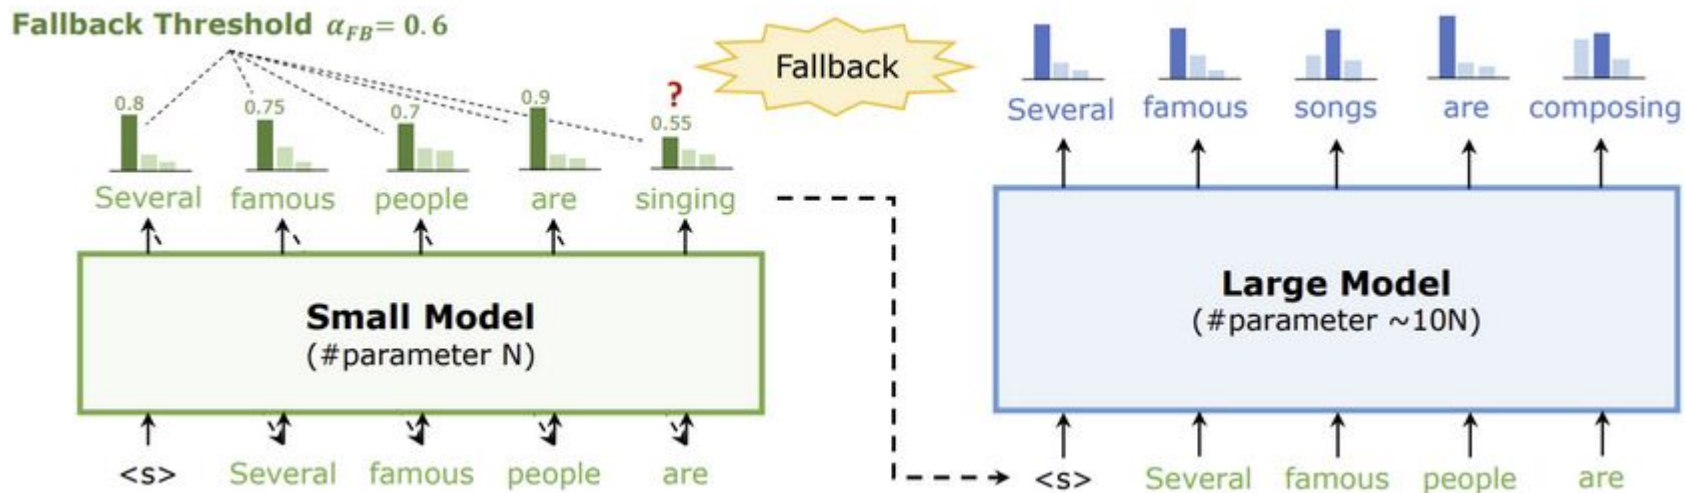 Fallback Threshold α_FB = 0.6
Fallback
0.8 0.75 0.7 0.9 ? 0.55
Several famous people are singing
Several famous songs are composing
Small Model
(#parameter N)
Large Model
(#parameter ~10N)
<s> Several famous people are
<s> Several famous people are